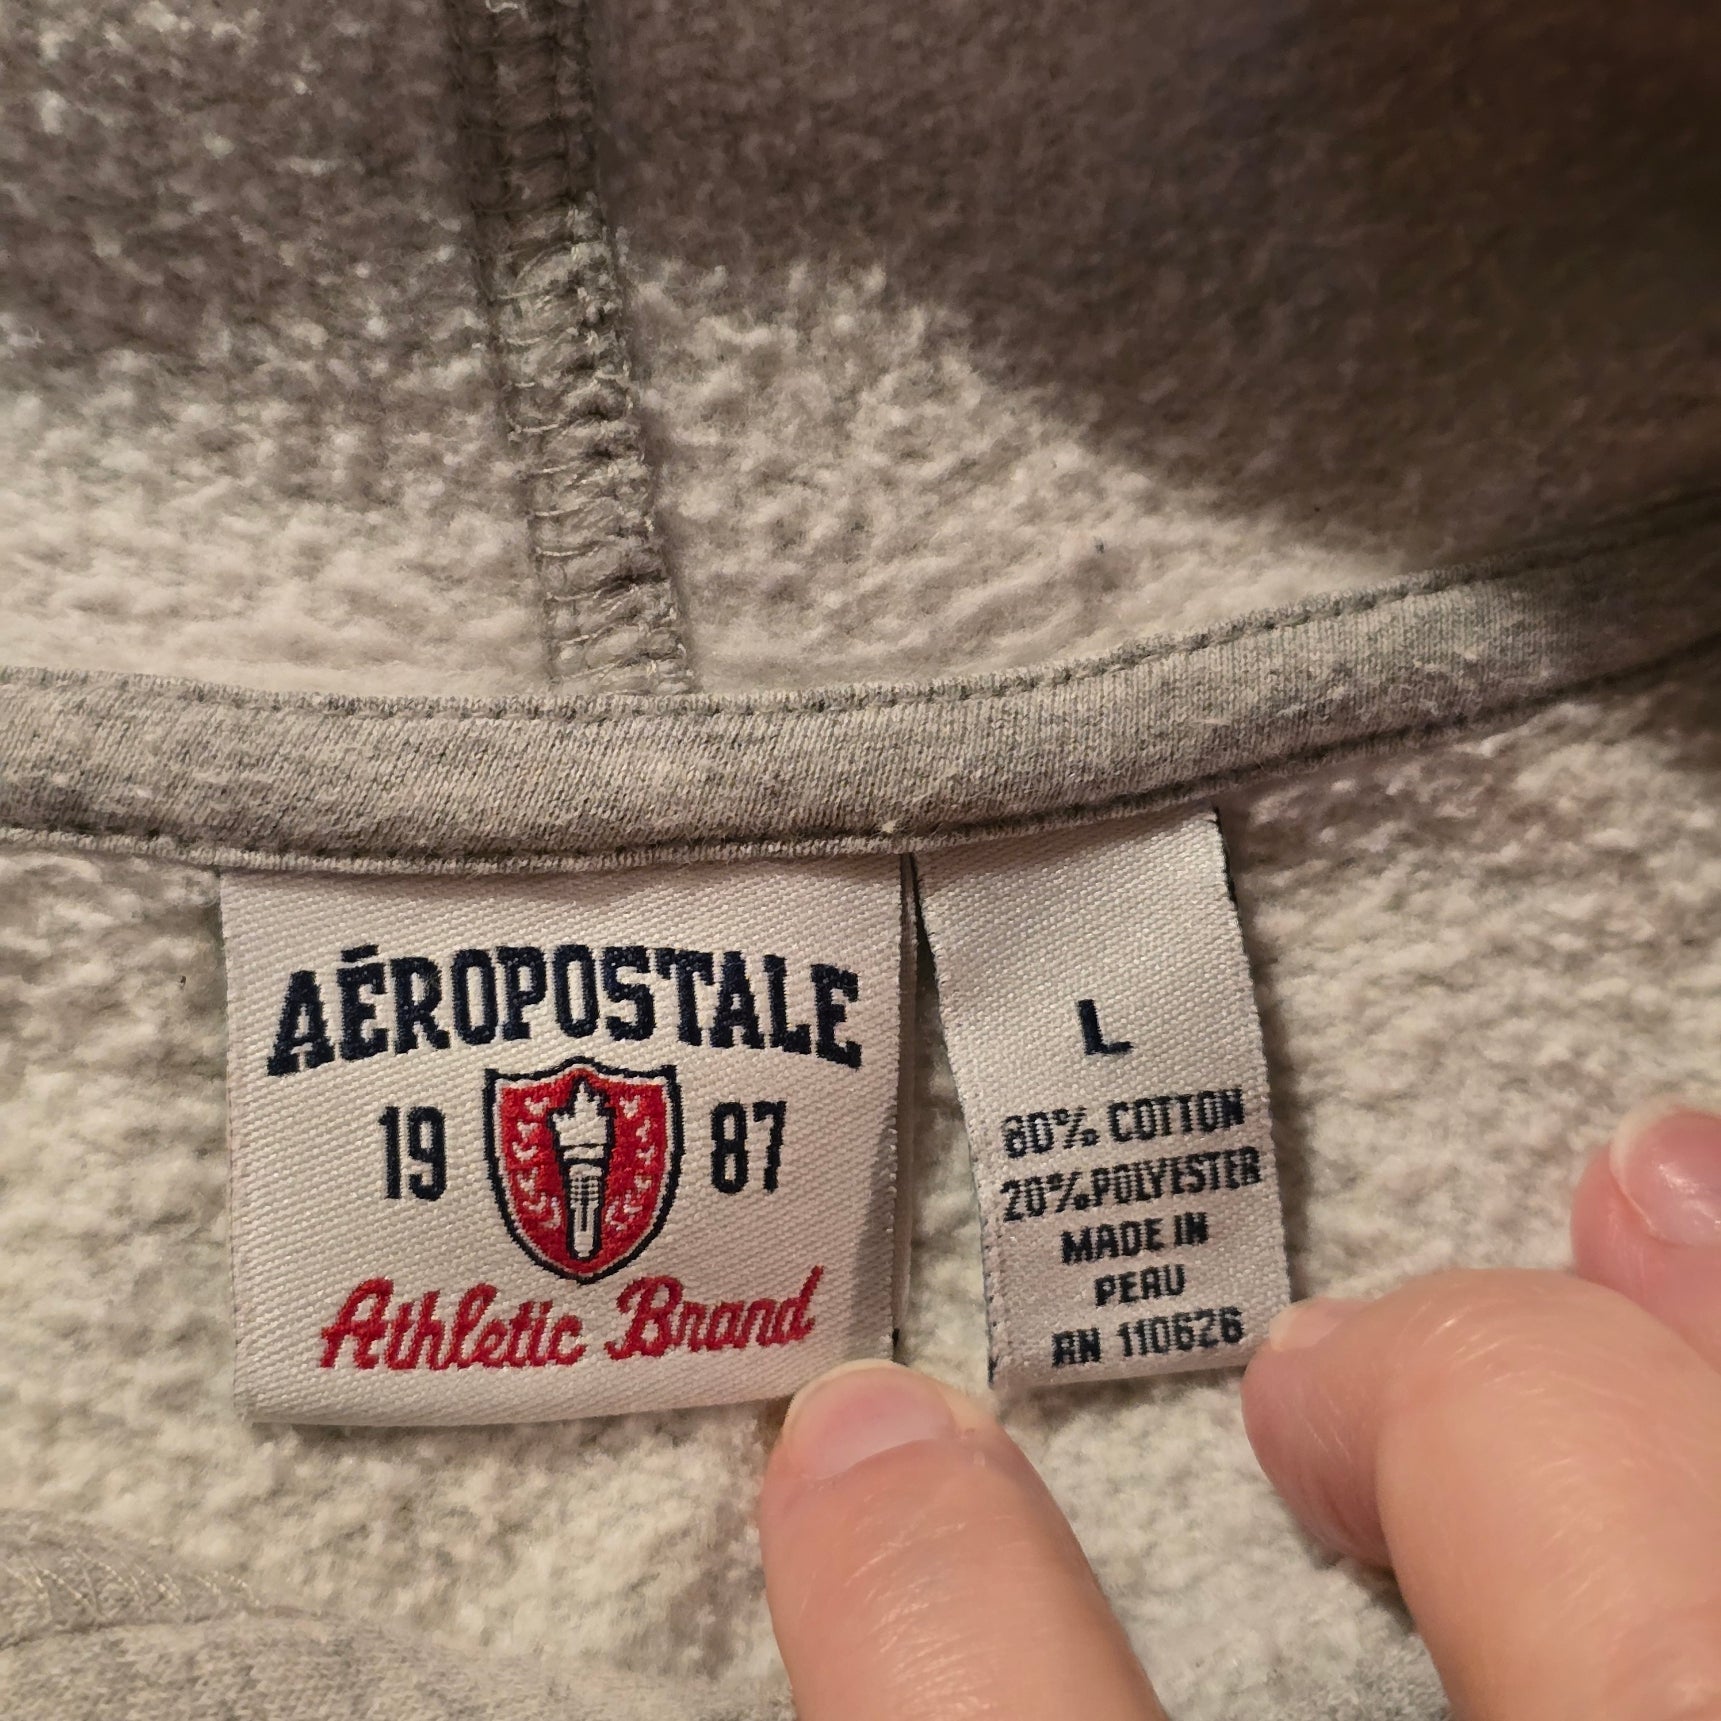 AÉROPOSTALE
19 87
Athletic Brand
L
80% COTTON
20% POLYESTER
MADE IN
PERU
RN 110626